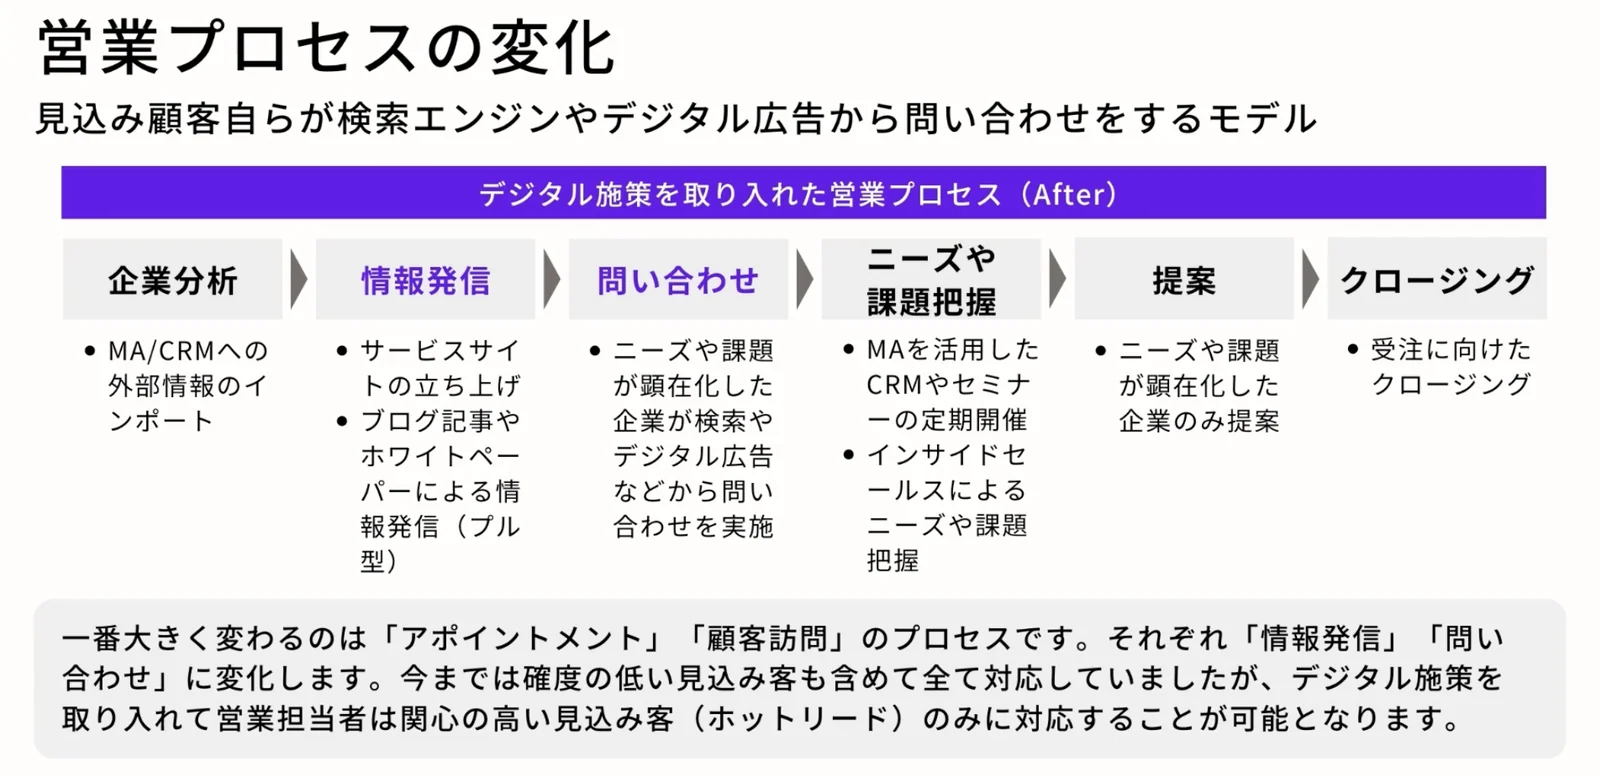 営業プロセスの変化
見込み顧客自らが検索エンジンやデジタル広告から問い合わせをするモデル
デジタル施策を取り入れた営業プロセス（After）
企業分析
• MA/CRMへの
外部情報のイ
ンポート
情報発信
• サービスサイ
トの立ち上げ
• ブログ記事や
ホワイトペー
パーによる情
報発信（プル
型）
問い合わせ
• ニーズや課題
が顕在化した
企業が検索や
デジタル広告
などから問い
合わせを実施
ニーズや
課題把握
• MAを活用した
CRMやセミナ
ーの定期開催
• インサイドセ
ールスによる
ニーズや課題
把握
提案
• ニーズや課題
が顕在化した
企業のみ提案
クロージング
• 受注に向けた
クロージング
一番大きく変わるのは「アポイントメント」「顧客訪問」のプロセスです。それぞれ「情報発信」「問い
合わせ」に変化します。今までは確度の低い見込み客も含めて全て対応していましたが、デジタル施策を
取り入れて営業担当者は関心の高い見込み客（ホットリード）のみに対応することが可能となります。